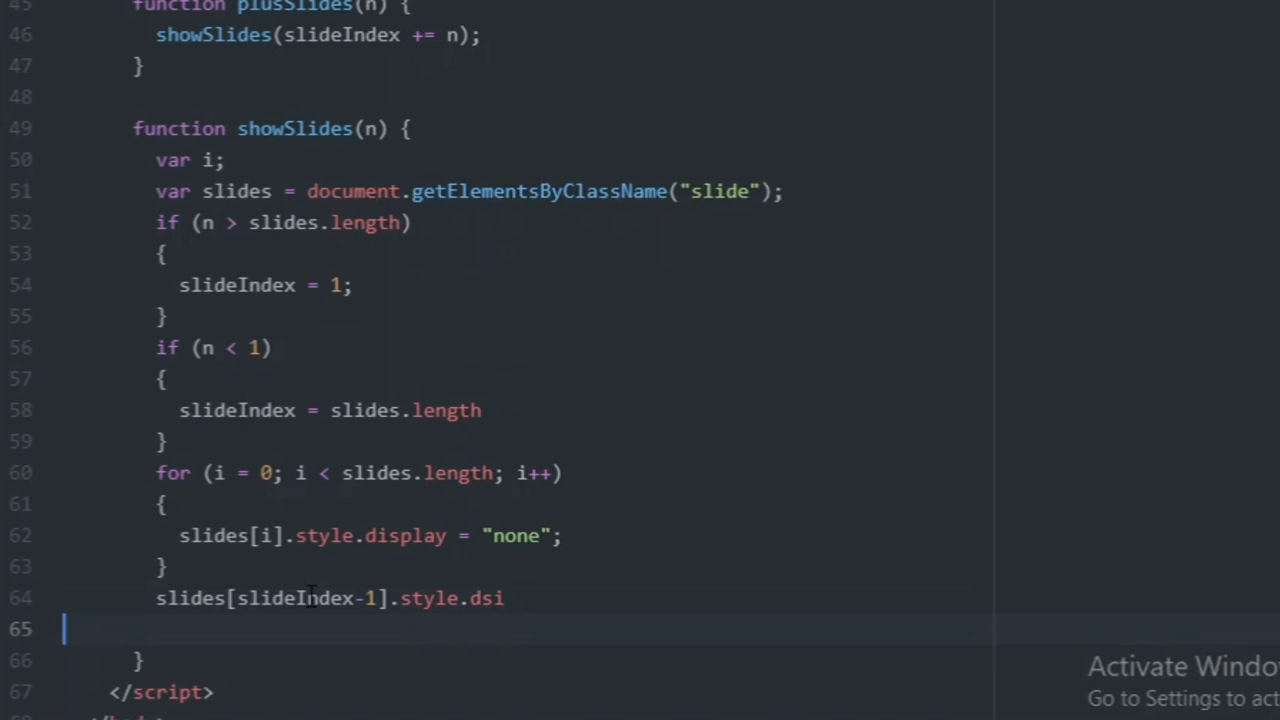 45 function plusSlides(n) {
46 showSlides(slideIndex += n);
47 }
48
49 function showSlides(n) {
50 var i;
51 var slides = document.getElementsByClassName("slide");
52 if (n > slides.length)
53 {
54 slideIndex = 1;
55 }
56 if (n < 1)
57 {
58 slideIndex = slides.length
59 }
60 for (i = 0; i < slides.length; i++)
61 {
62 slides[i].style.display = "none";
63 }
64 slides[slideIndex-1].style.dsi
65
66 }
67 </script>
Activate Windo
Go to Settings to act